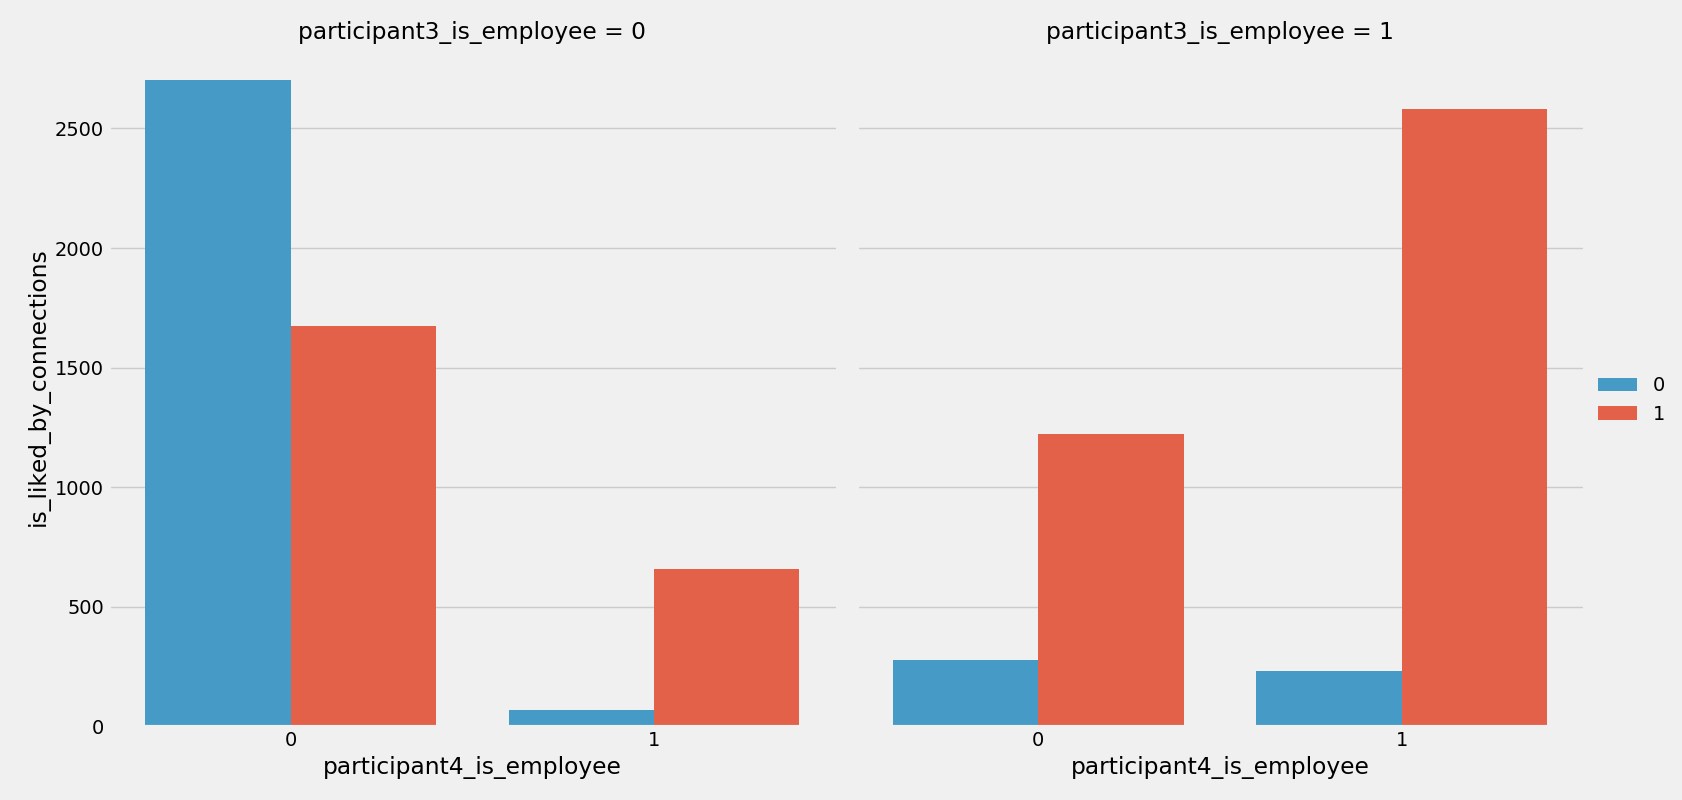 participant3_is_employee = 0
participant3_is_employee = 1
is_liked_by_connections
2500
2000
1500
1000
500
0
0
1
0
1
participant4_is_employee
participant4_is_employee
0
1